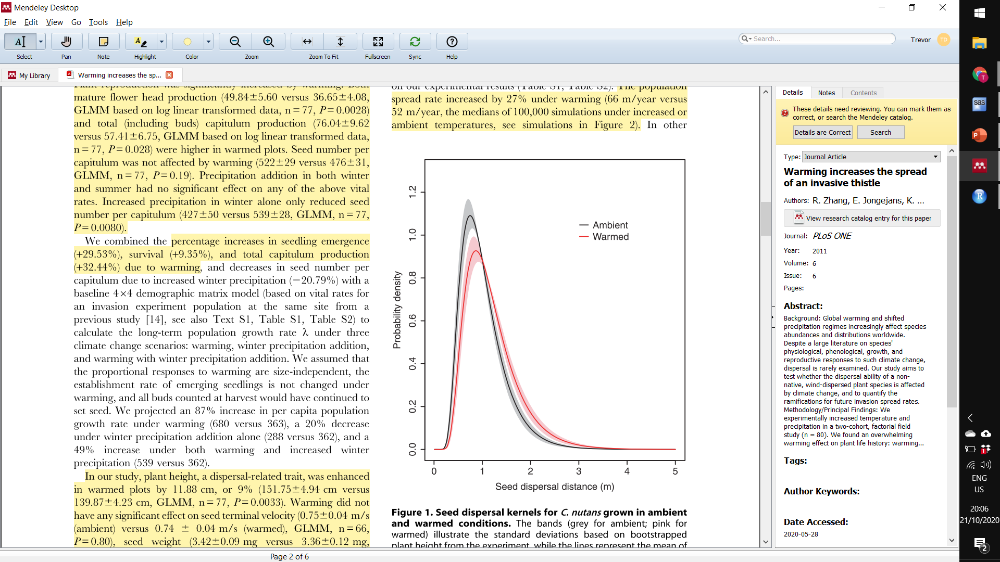 Mendeley Desktop
File Edit View Go Tools Help
Select Pan Note Highlight Color Zoom Zoom To Fit Fullscreen Sync Help
Search...
Trevor TD
My Library
Warming increases the sp...
Plant reproduction was significantly increased by warming. Both
mature flower head production (49.84±5.60 versus 36.65±4.08,
GLMM based on log linear transformed data, n = 77, P = 0.0028)
and total (including buds) capitulum production (76.04±9.62
versus 57.41±6.75, GLMM based on log linear transformed data,
n = 77, P = 0.028) were higher in warmed plots. Seed number per
capitulum was not affected by warming (522±29 versus 476±31,
GLMM, n = 77, P = 0.19). Precipitation addition in both winter
and summer had no significant effect on any of the above vital
rates. Increased precipitation in winter alone only reduced seed
number per capitulum (427±50 versus 539±28, GLMM, n = 77,
P = 0.0080).
We combined the percentage increases in seedling emergence
(+29.53%), survival (+9.35%), and total capitulum production
(+32.44%) due to warming, and decreases in seed number per
capitulum due to increased winter precipitation (−20.79%) with a
baseline 4×4 demographic matrix model (based on vital rates for
an invasion experiment population at the same site from a
previous study [14], see also Text S1, Table S1, Table S2) to
calculate the long-term population growth rate λ under three
climate change scenarios: warming, winter precipitation addition,
and warming with winter precipitation addition. We assumed that
the proportional responses to warming are size-independent, the
establishment rate of emerging seedlings is not changed under
warming, and all buds counted at harvest would have continued to
set seed. We projected an 87% increase in per capita population
growth rate under warming (680 versus 363), a 20% decrease
under winter precipitation addition alone (288 versus 362), and a
49% increase under both warming and increased winter
precipitation (539 versus 362).
In our study, plant height, a dispersal-related trait, was enhanced
in warmed plots by 11.88 cm, or 9% (151.75±4.94 cm versus
139.87±4.23 cm, GLMM, n = 77, P = 0.0033). Warming did not
have any significant effect on seed terminal velocity (0.75±0.04 m/s
(ambient) versus 0.74 ± 0.04 m/s (warmed), GLMM, n = 66,
P = 0.80), seed weight (3.42±0.09 mg versus 3.36±0.12 mg,
on our experimental results (Table S1, Table S2). The population
spread rate increased by 27% under warming (66 m/year versus
52 m/year, the medians of 100,000 simulations under increased or
ambient temperatures, see simulations in Figure 2). In other
Probability density
1.2
1.0
0.8
0.6
0.4
0.2
0.0
Ambient
Warmed
0 1 2 3 4 5
Seed dispersal distance (m)
Figure 1. Seed dispersal kernels for C. nutans grown in ambient
and warmed conditions. The bands (grey for ambient; pink for
warmed) illustrate the standard deviations based on bootstrapped
plant height from the experiment, while the lines represent the mean of
Page 2 of 6
Details Notes Contents
These details need reviewing. You can mark them as
correct, or search the Mendeley catalog.
Details are Correct Search
Type: Journal Article
Warming increases the spread
of an invasive thistle
Authors: R. Zhang, E. Jongejans, K. ...
View research catalog entry for this paper
Journal: PLoS ONE
Year: 2011
Volume: 6
Issue: 6
Pages:
Abstract:
Background: Global warming and shifted
precipitation regimes increasingly affect species
abundances and distributions worldwide.
Despite a large literature on species'
physiological, phenological, growth, and
reproductive responses to such climate change,
dispersal is rarely examined. Our study aims to
test whether the dispersal ability of a non-
native, wind-dispersed plant species is affected
by climate change, and to quantify the
ramifications for future invasion spread rates.
Methodology/Principal Findings: We
experimentally increased temperature and
precipitation in a two-cohort, factorial field
study (n = 80). We found an overwhelming
warming effect on plant life history: warming...
Tags:
Author Keywords:
Date Accessed:
2020-05-28
T
sas
P
R
1
ENG
US
20:06
21/10/2020
2